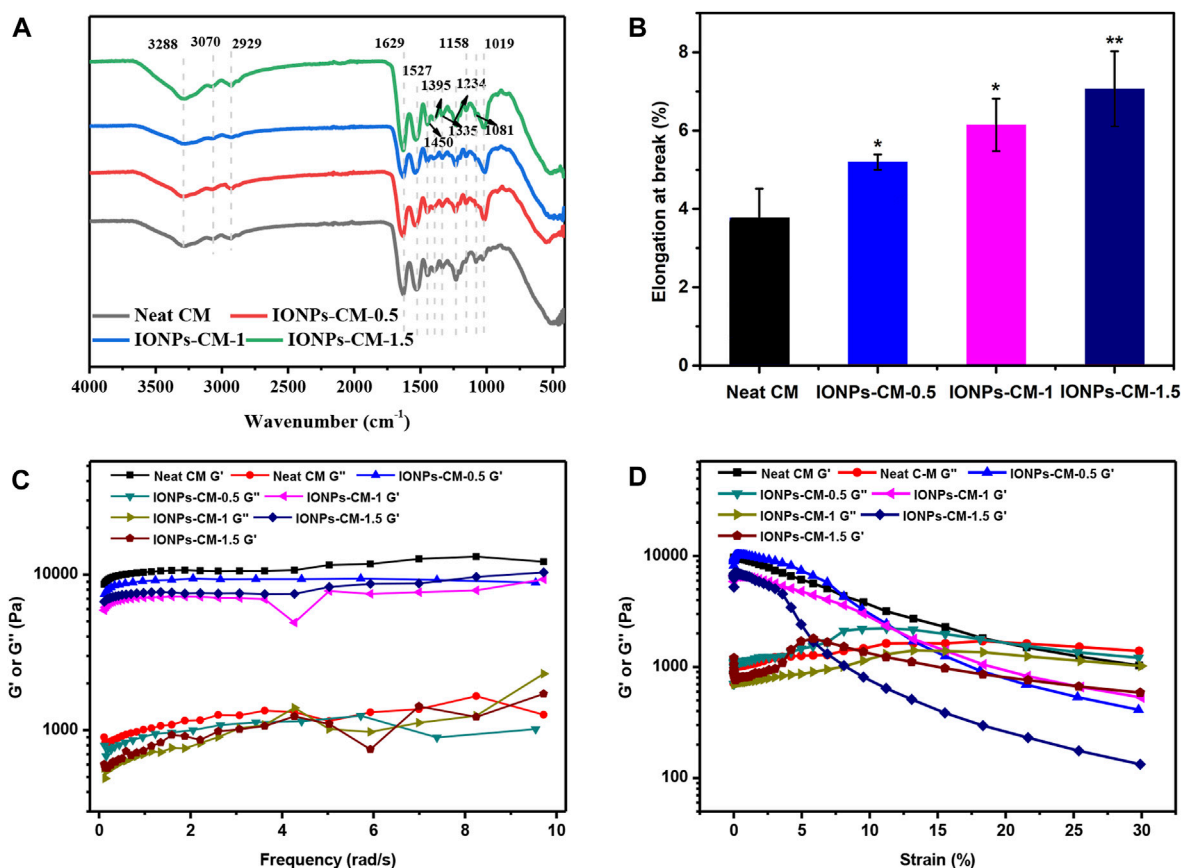 A
3288 3070 2929 1629 1158 1019
1527 1395 1234
1450 1335 1081
Neat CM IONPs-CM-0.5
IONPs-CM-1 IONPs-CM-1.5
4000 3500 3000 2500 2000 1500 1000 500
Wavenumber (cm-1)
B
Elongation at break (%)
8
6
4
2
0
* * **
Neat CM IONPs-CM-0.5 IONPs-CM-1 IONPs-CM-1.5
C
Neat CM G' Neat CM G'' IONPs-CM-0.5 G'
IONPs-CM-0.5 G'' IONPs-CM-1 G'
IONPs-CM-1 G'' IONPs-CM-1.5 G'
IONPs-CM-1.5 G'
G' or G'' (Pa)
10000
1000
0 2 4 6 8 10
Frequency (rad/s)
D
Neat CM G' Neat C-M G'' IONPs-CM-0.5 G'
IONPs-CM-0.5 G'' IONPs-CM-1 G'
IONPs-CM-1 G'' IONPs-CM-1.5 G'
IONPs-CM-1.5 G'
G' or G'' (Pa)
10000
1000
100
0 5 10 15 20 25 30
Strain (%)